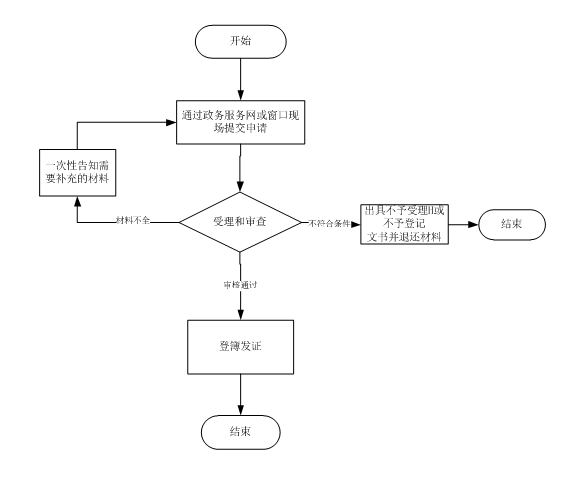 开始
通过政务服务网或窗口现
场提交申请
一次性告知需
要补充的材料
材料不全
受理和审查
不符合条件
出具不予受理或
不予登记
文书并退还材料
结束
审核通过
登簿发证
结束